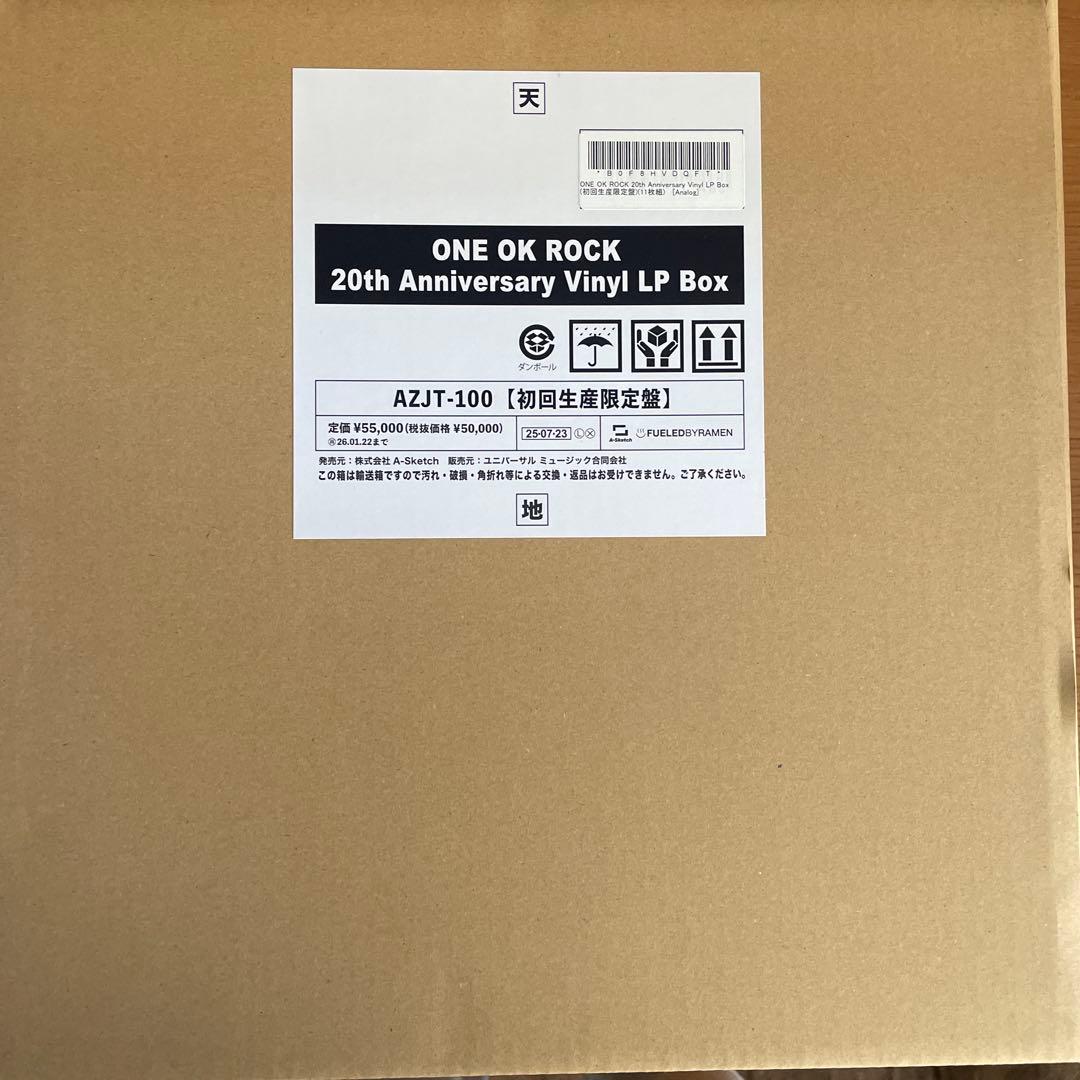 天
*B0F8HVDQFT*
ONE OK ROCK 20th Anniversary Vinyl LP Box
(初回生産限定盤)(11枚組) [Analog]
ONE OK ROCK
20th Anniversary Vinyl LP Box
ダンボール
AZJT-100【初回生産限定盤】
定価 ¥55,000(税抜価格 ¥50,000)
㋐26.01.22まで
25-07-23 Ⓛⓧ
A-Sketch FUELEDBYRAMEN
発売元:株式会社 A-Sketch 販売元:ユニバーサル ミュージック合同会社
この箱は輸送箱ですので汚れ・破損・角折れ等による交換・返品はお受けできません。ご了承ください。
地